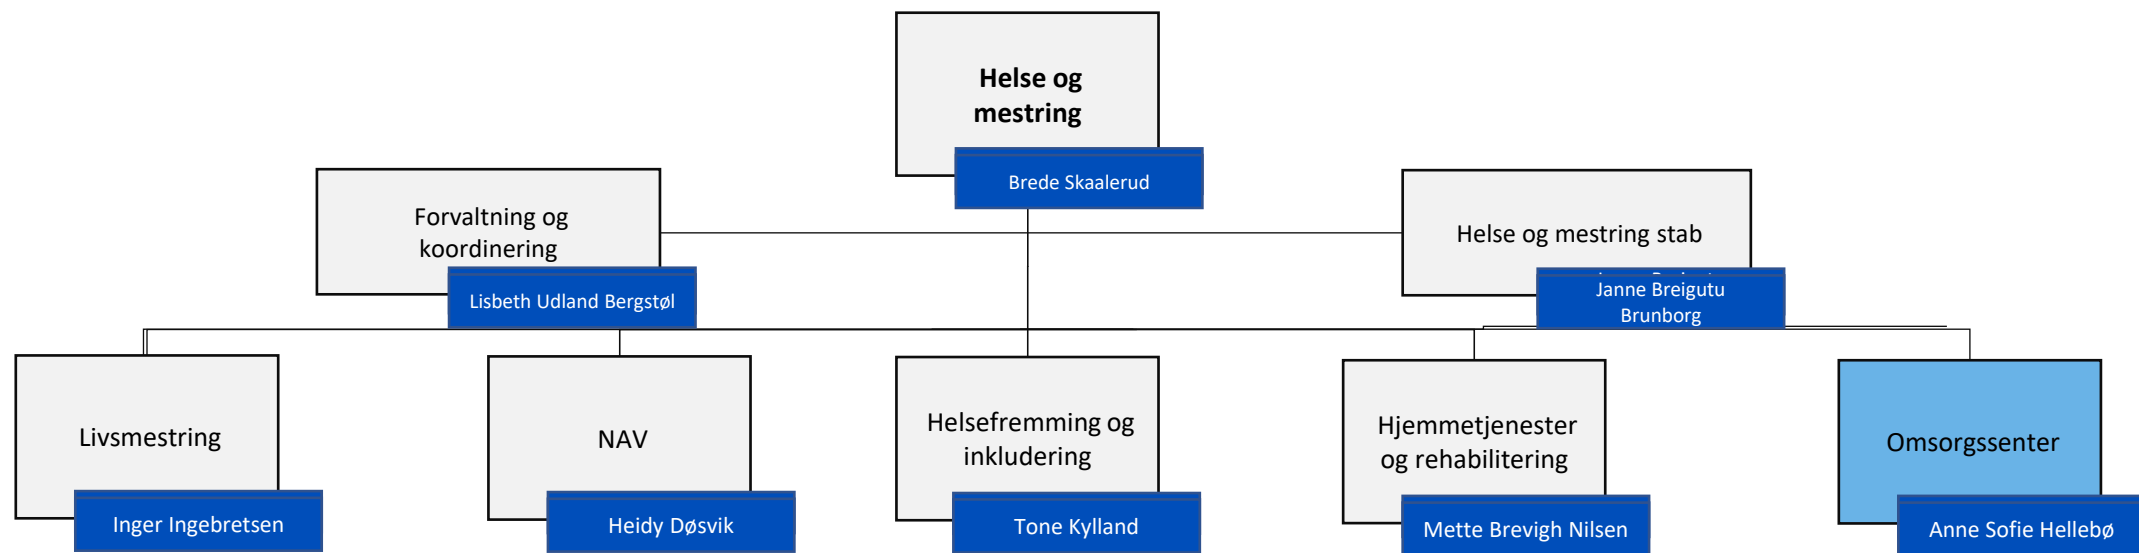 Helse og
mestring
Brede Skaalerud
Forvaltning og
koordinering
Lisbeth Udland Bergstøl
Helse og mestring stab
Janne Breigutu
Brunborg
Livsmestring
Inger Ingebretsen
NAV
Heidy Døsvik
Helsefremming og
inkludering
Tone Kylland
Hjemmetjenester
og rehabilitering
Mette Brevigh Nilsen
Omsorgssenter
Anne Sofie Hellebø